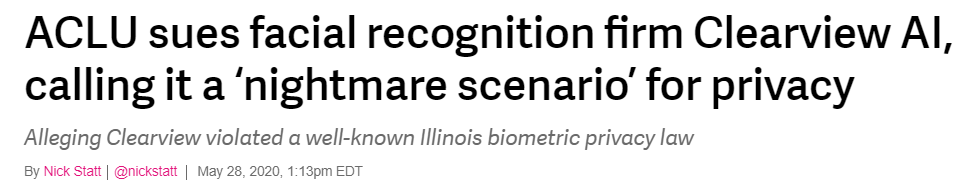 ACLU sues facial recognition firm Clearview AI,
calling it a ‘nightmare scenario’ for privacy
Alleging Clearview violated a well-known Illinois biometric privacy law
By Nick Statt | @nickstatt | May 28, 2020, 1:13pm EDT